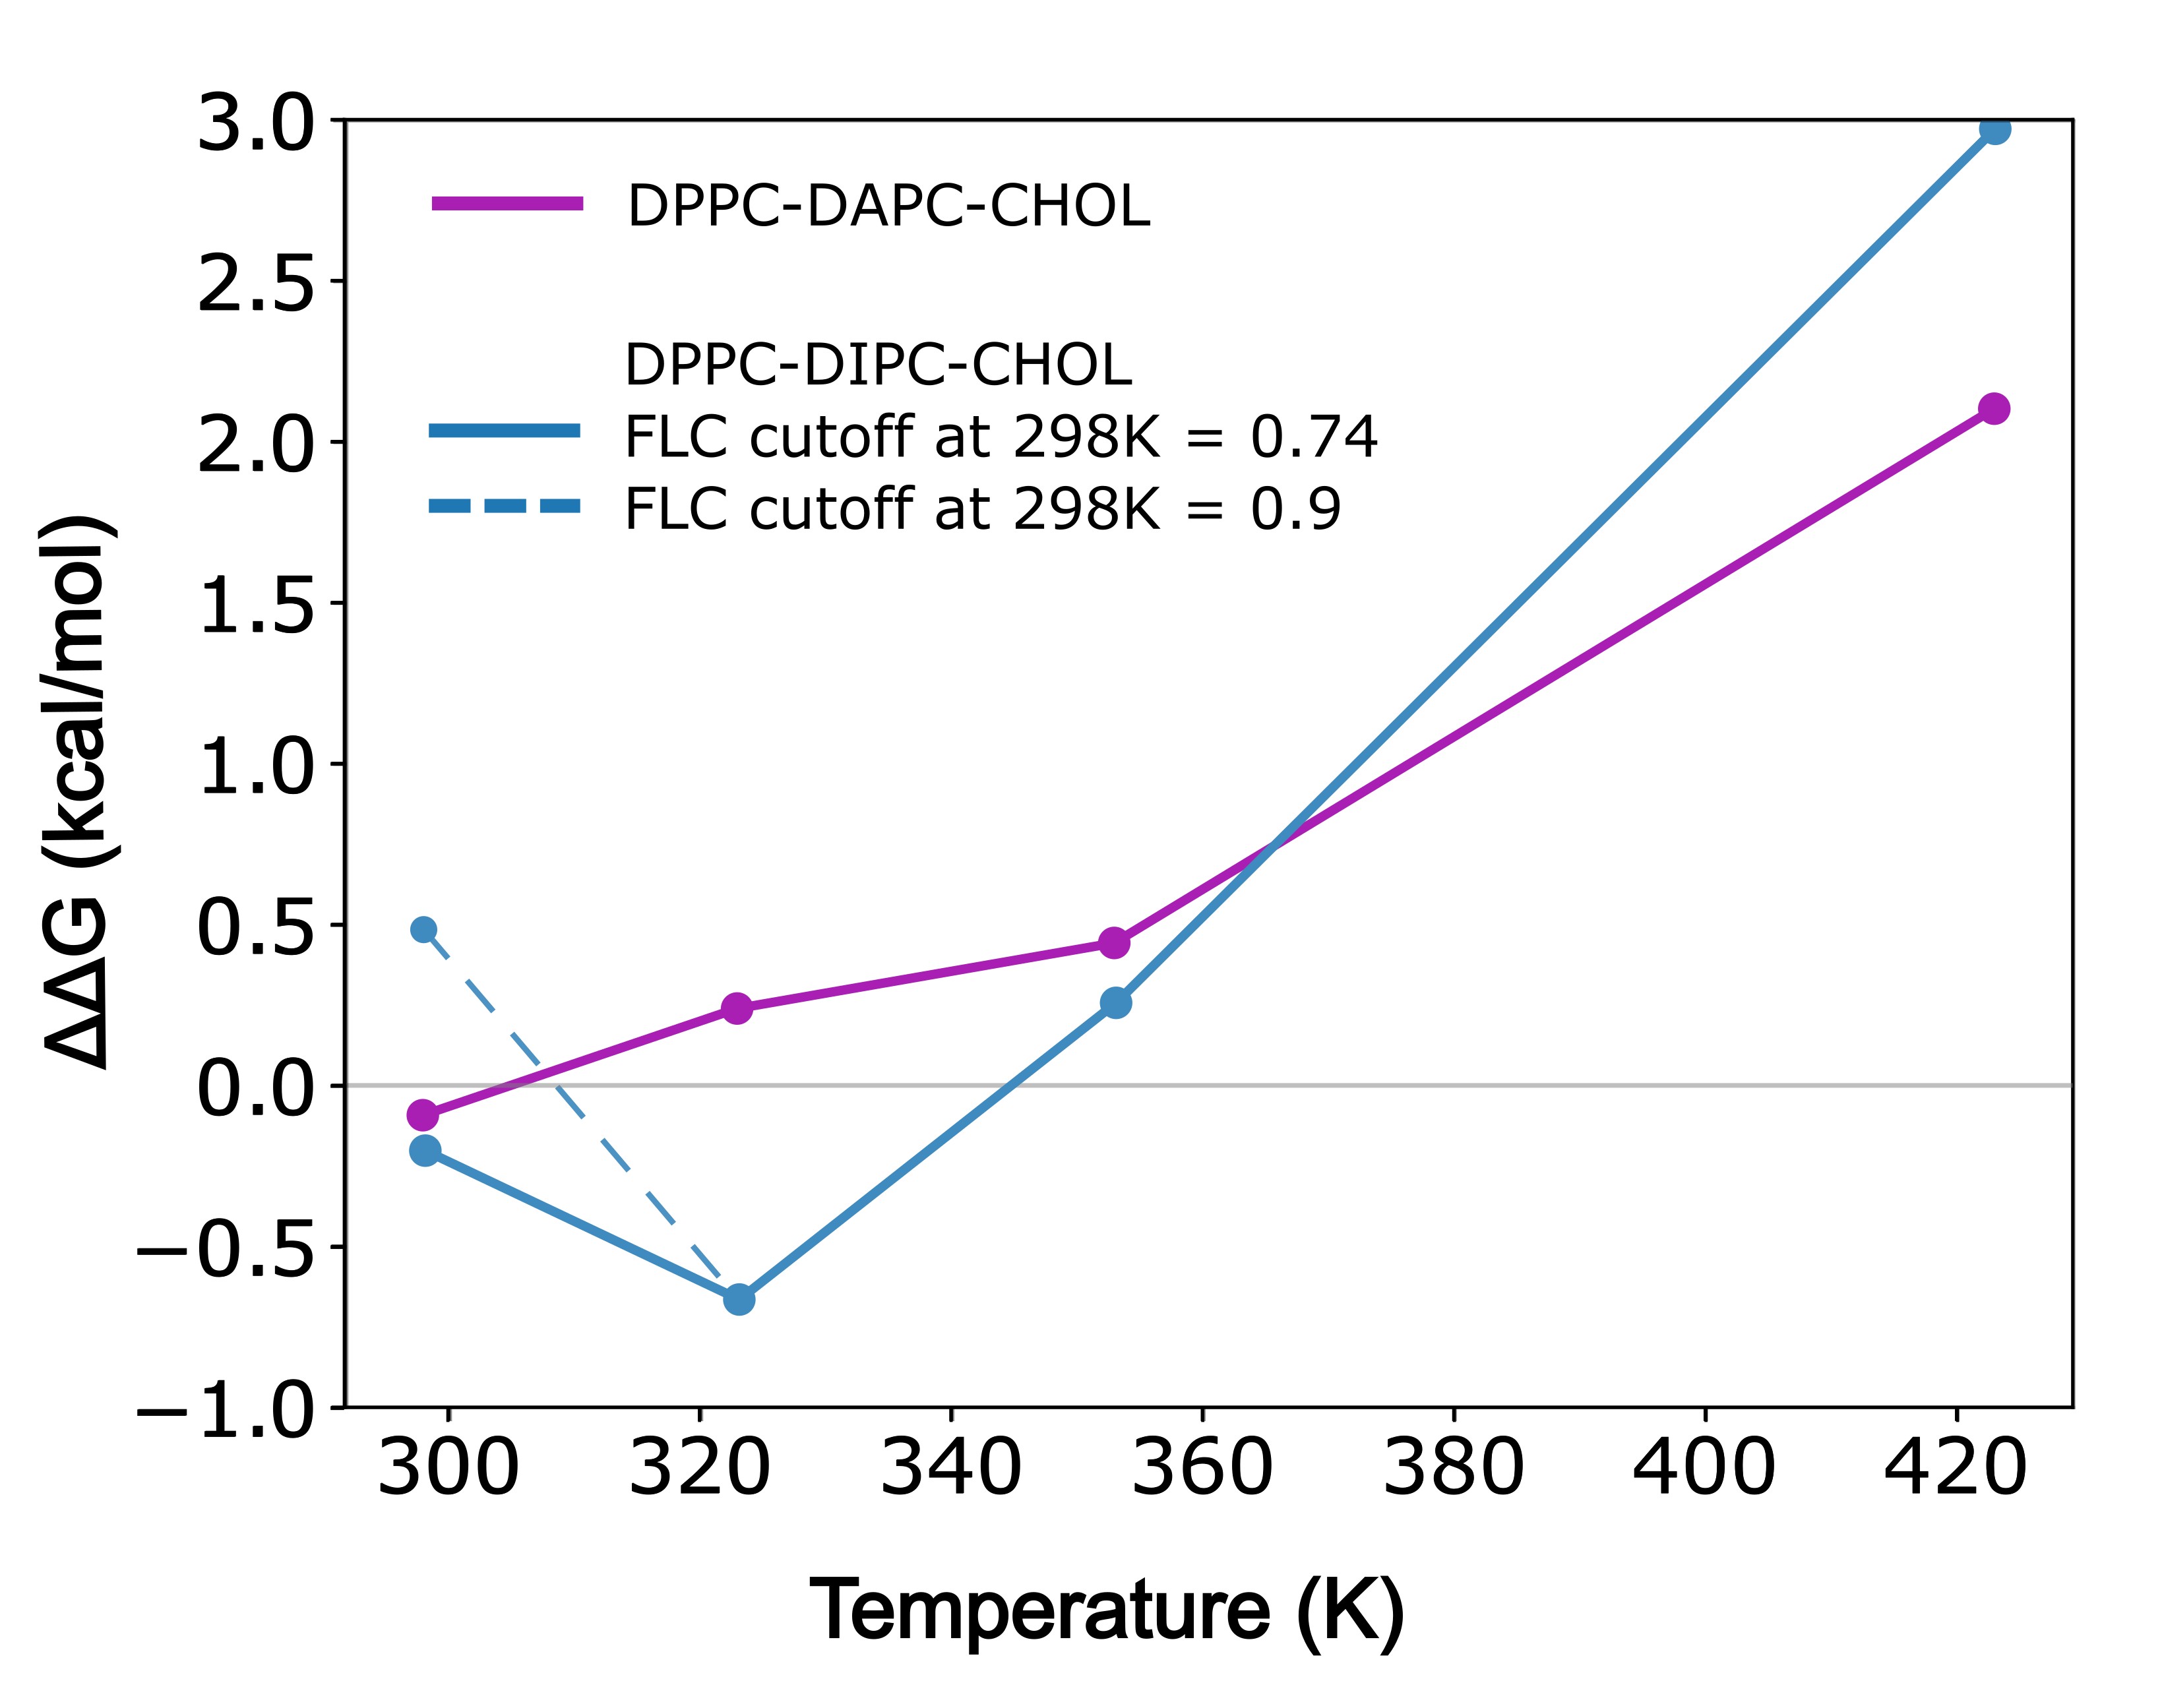 3.0
2.5
2.0
1.5
1.0
0.5
0.0
−0.5
−1.0
ΔΔG (kcal/mol)
DPPC-DAPC-CHOL
DPPC-DIPC-CHOL
FLC cutoff at 298K = 0.74
FLC cutoff at 298K = 0.9
300 320 340 360 380 400 420
Temperature (K)